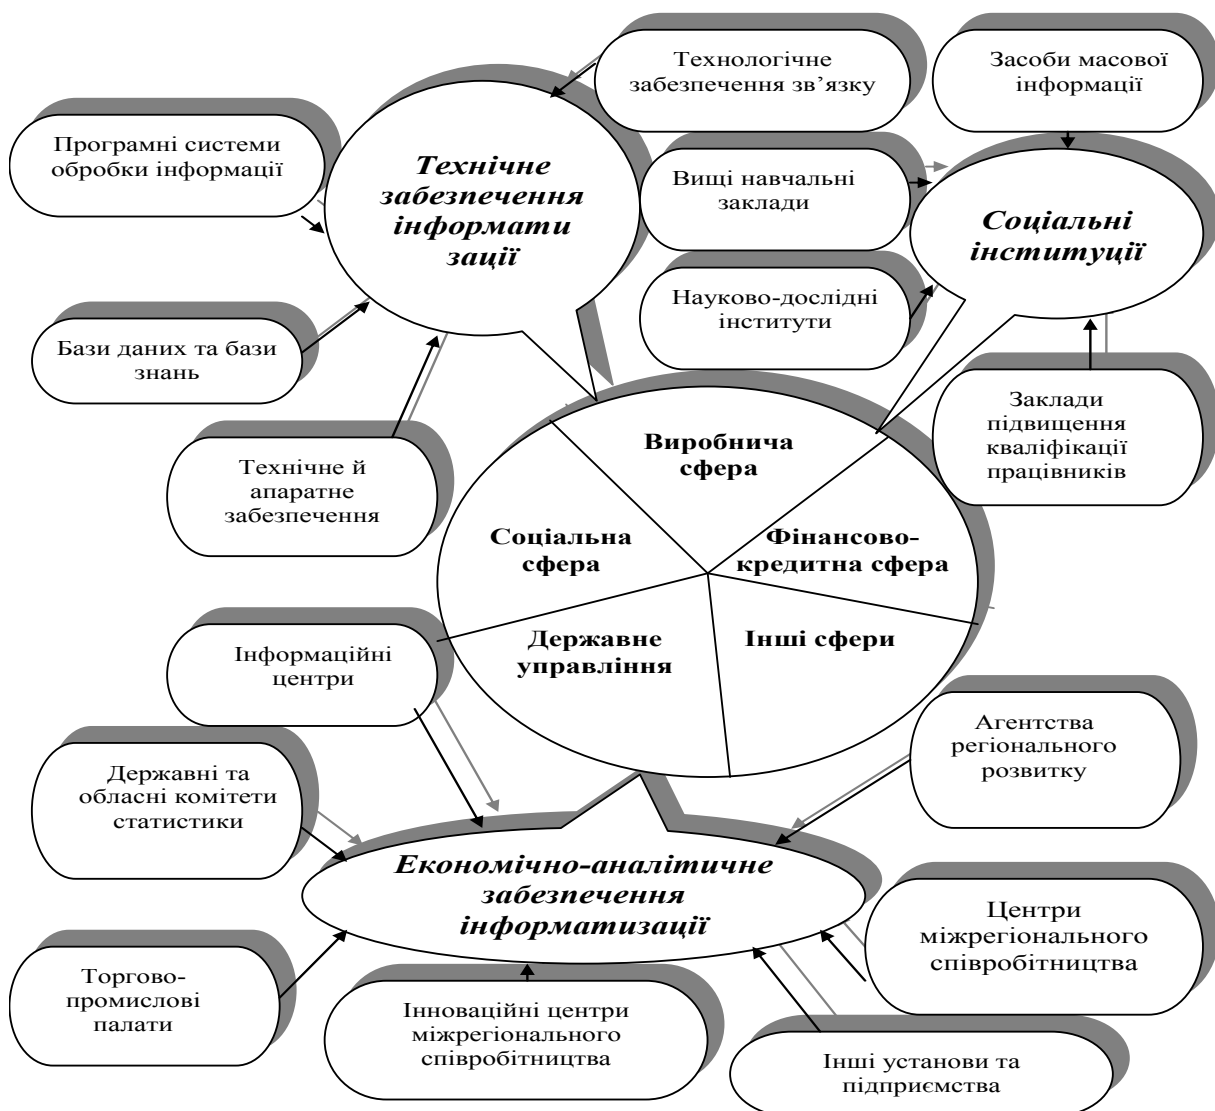 Технологічне
забезпечення зв’язку
Засоби масової
інформації
Програмні системи
обробки інформації
Технічне
забезпечення
інформати
зації
Вищі навчальні
заклади
Соціальні
інституції
Науково-дослідні
інститути
Бази даних та бази
знань
Заклади
підвищення
кваліфікації
працівників
Технічне й
апаратне
забезпечення
Виробнича
сфера
Соціальна
сфера
Фінансово-
кредитна сфера
Державне
управління
Інші сфери
Інформаційні
центри
Агентства
регіонального
розвитку
Державні та
обласні комітети
статистики
Економічно-аналітичне
забезпечення
інформатизації
Центри
міжрегіонального
співробітництва
Торгово-
промислові
палати
Інноваційні центри
міжрегіонального
співробітництва
Інші установи та
підприємства